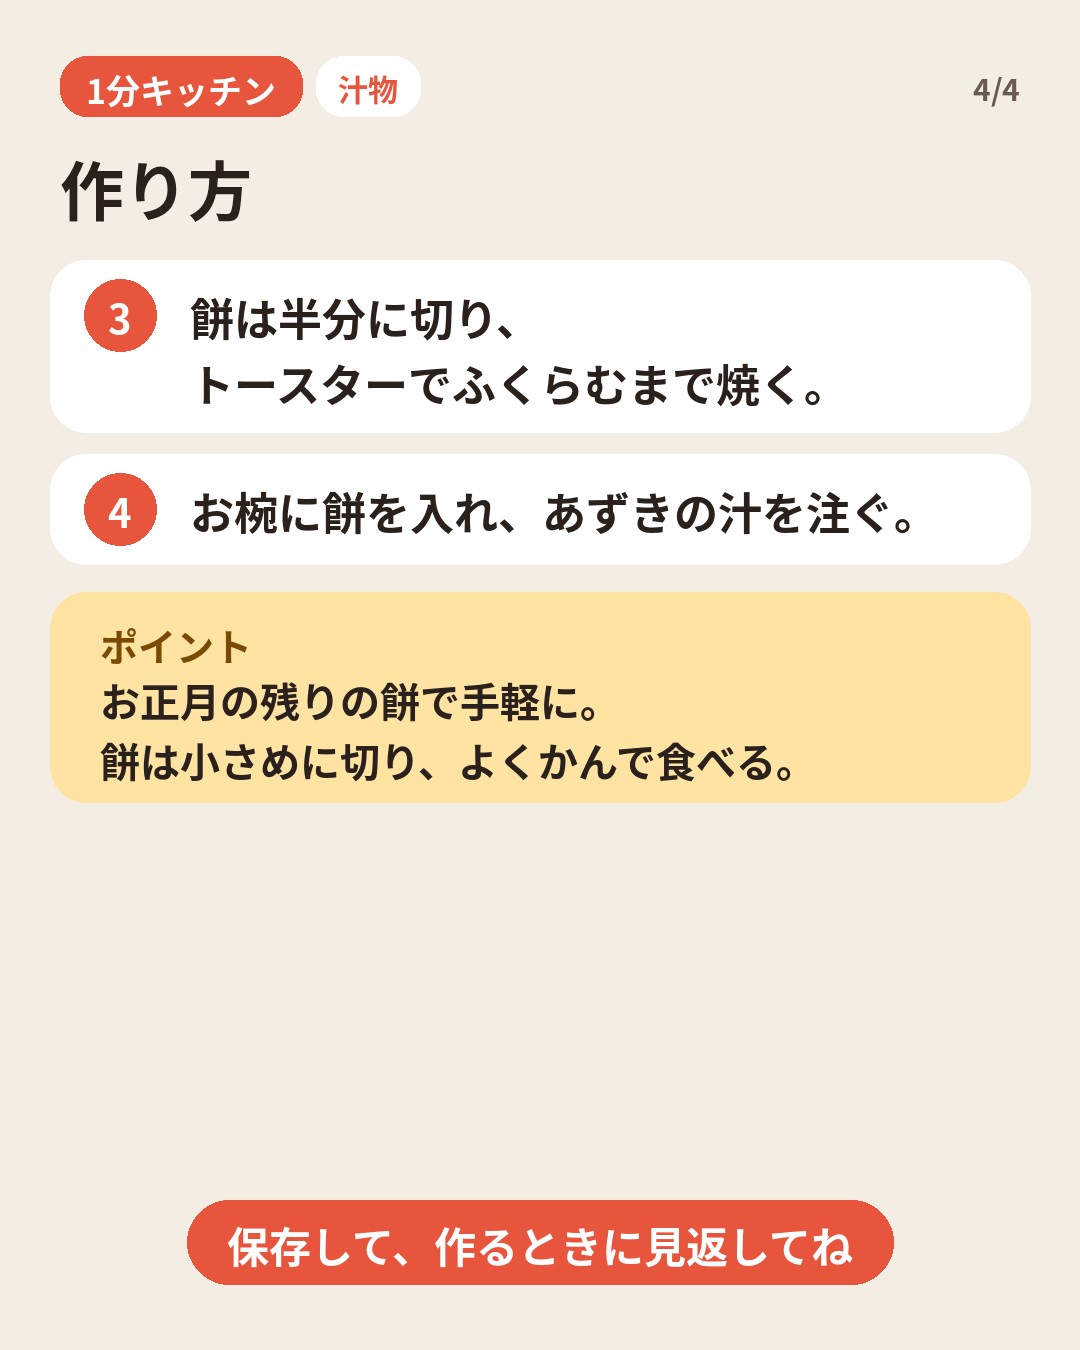 1分キッチン
汁物
4/4
作り方
3
餅は半分に切り、
トースターでふくらむまで焼く。
4
お椀に餅を入れ、あずきの汁を注ぐ。
ポイント
お正月の残りの餅で手軽に。
餅は小さめに切り、よくかんで食べる。
保存して、作るときに見返してね